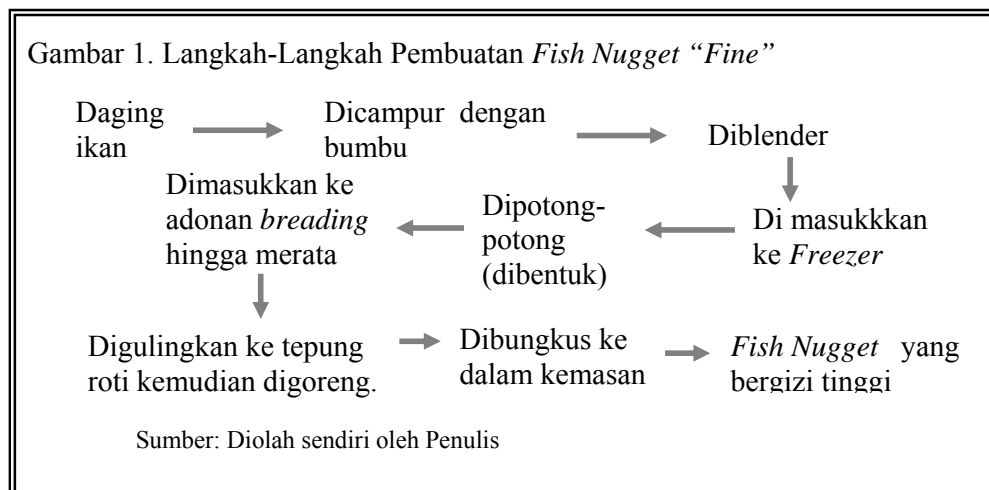 Gambar 1. Langkah-Langkah Pembuatan Fish Nugget “Fine”
Daging
ikan
Dicampur dengan
bumbu
Diblender
Di masukkkan
ke Freezer
Dipotong-
potong
(dibentuk)
Dimasukkan ke
adonan breading
hingga merata
Digulingkan ke tepung
roti kemudian digoreng.
Dibungkus ke
dalam kemasan
Fish Nugget yang
bergizi tinggi
Sumber: Diolah sendiri oleh Penulis